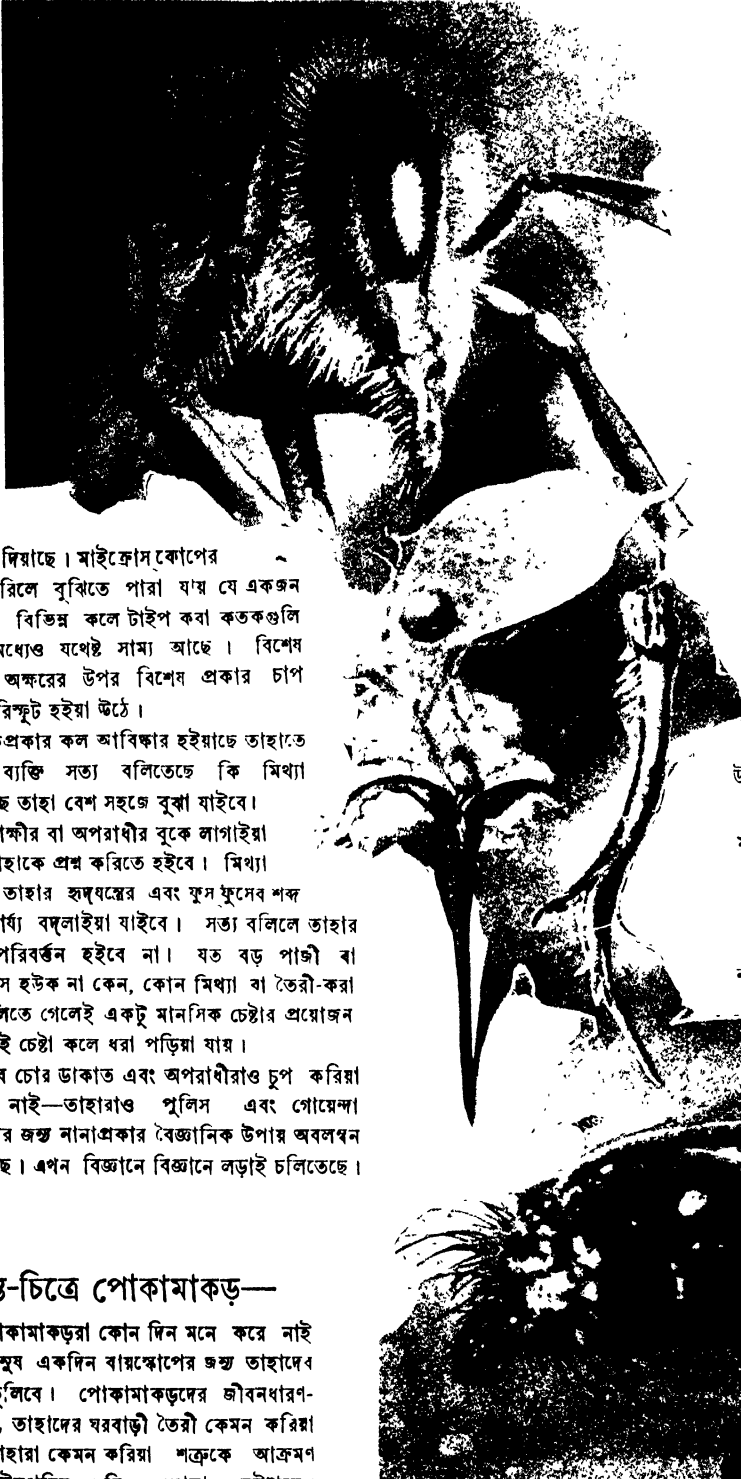 দিয়াছে। মাইক্রোস্‌কোপের
রিলে বুঝিতে পারা যায় যে একজন
বিভিন্ন কলে টাইপ করা কতকগুলি
মধ্যেও যথেষ্ট সাম্য আছে। বিশেষ
অক্ষরের উপর বিশেষ প্রকার চাপ
রিস্ফুট হইয়া উঠে।
প্রকার কল আবিষ্কার হইয়াছে তাহাতে
ব্যক্তি সত্য বলিতেছে কি মিথ্যা
ছে তাহা বেশ সহজে বুঝা যাইবে।
াক্ষীর বা অপরাধীর বুকে লাগাইয়া
াহাকে প্রশ্ন করিতে হইবে। মিথ্যা
তাহার হৃদ্‌যন্ত্রের এবং ফুস্‌ফুসের শব্দ
ার্য্য বদ্‌লাইয়া যাইবে। সত্য বলিলে তাহার
পরিবর্ত্তন হইবে না। যত বড় পাজী বা
স হউক না কেন, কোন মিথ্যা বা তৈরী-করা
লিতে গেলেই একটু মানসিক চেষ্টার প্রয়োজন
ই চেষ্টা কলে ধরা পড়িয়া যায়।
ব চোর ডাকাত এবং অপরাধীরাও চুপ করিয়া
নাই—তাহারাও পুলিস এবং গোয়েন্দা
র জন্য নানাপ্রকার বৈজ্ঞানিক উপায় অবলম্বন
ছে। এখন বিজ্ঞানে বিজ্ঞানে লড়াই চলিতেছে।
-চিত্রে পোকামাকড়—
াকামাকড়রা কোন দিন মনে করে নাই
নুষ একদিন বায়স্কোপের জন্য তাহাদের
ুলিবে। পোকামাকড়দের জীবনধারণ-
, তাহাদের ঘরবাড়ী তৈরী কেমন করিয়া
াহারা কেমন করিয়া শত্রুকে আক্রমণ